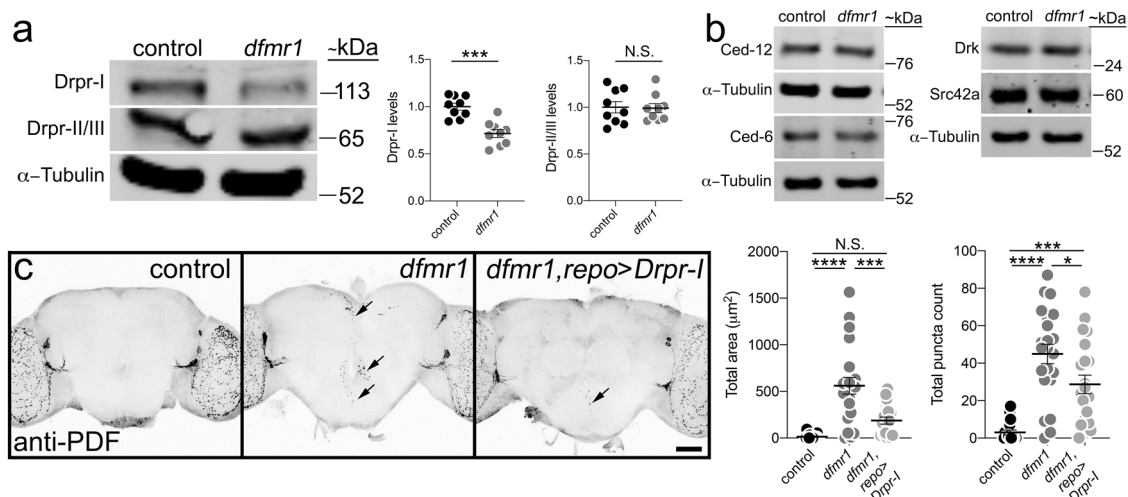 a
control dfmr1 ~kDa
Drpr-I
113
Drpr-II/III
65
α-Tubulin
52
***
Drpr-I levels
1.5
1.0
0.5
0.0
control
dfmr1
N.S.
Drpr-II/III levels
1.5
1.0
0.5
0.0
control
dfmr1
b
control dfmr1 ~kDa
Ced-12
76
α-Tubulin
52
76
Ced-6
α-Tubulin
52
control dfmr1 ~kDa
Drk
24
Src42a
60
α-Tubulin
52
c
control
dfmr1
dfmr1,repo>Drpr-I
anti-PDF
N.S.
**** ***
Total area (µm2)
2000
1500
1000
500
0
control
dfmr1
dfmr1,
repo>
Drpr-I
***
**** *
Total puncta count
100
80
60
40
20
0
control
dfmr1
dfmr1,
repo>
Drpr-I